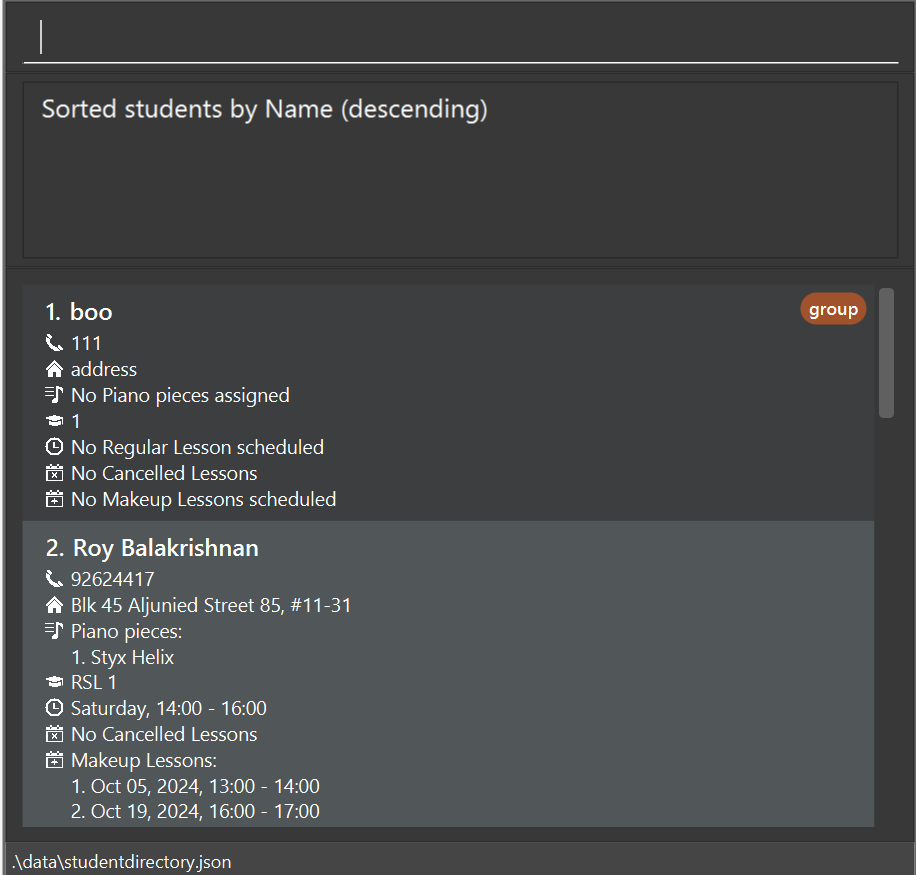 Sorted students by Name (descending)
1. boo
group
111
address
No Piano pieces assigned
1
No Regular Lesson scheduled
No Cancelled Lessons
No Makeup Lessons scheduled
2. Roy Balakrishnan
92624417
Blk 45 Aljunied Street 85, #11-31
Piano pieces:
1. Styx Helix
RSL 1
Saturday, 14:00 - 16:00
No Cancelled Lessons
Makeup Lessons:
1. Oct 05, 2024, 13:00 - 14:00
2. Oct 19, 2024, 16:00 - 17:00
.\data\studentdirectory.json